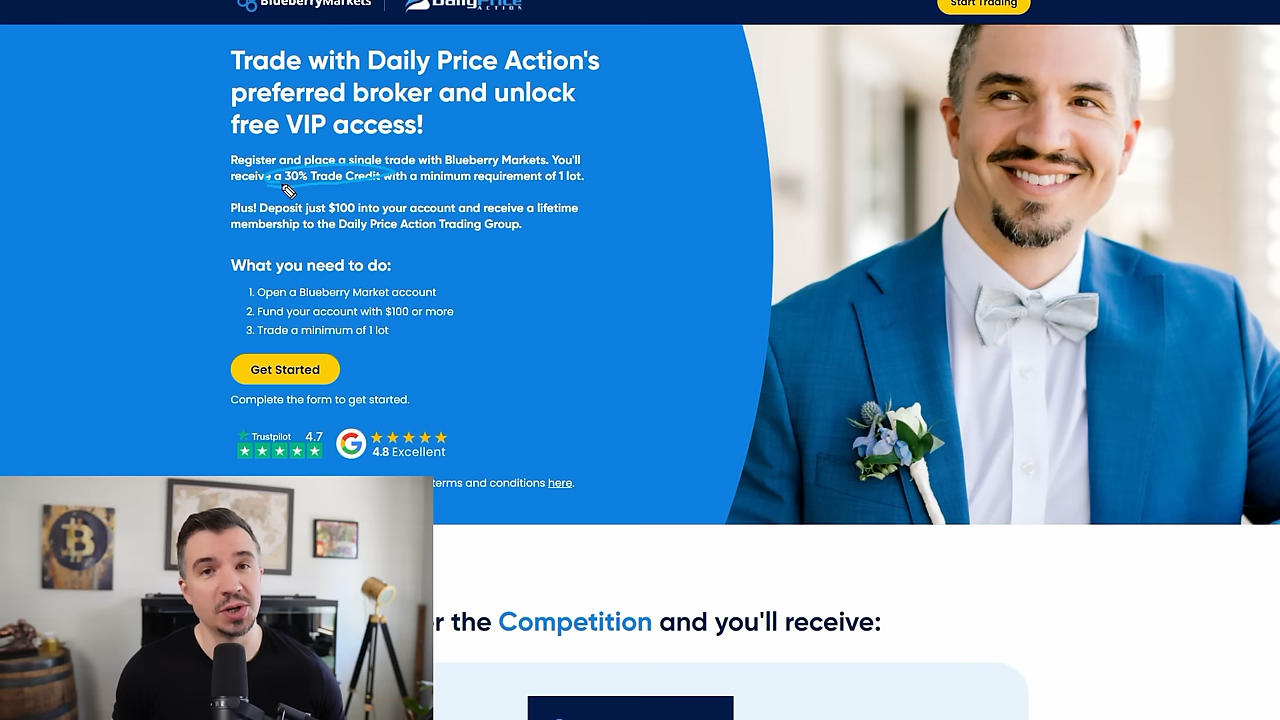 BlueberryMarkets
DailyPrice
ACTION
Start Trading
Trade with Daily Price Action's
preferred broker and unlock
free VIP access!
Register and place a single trade with Blueberry Markets. You'll
receive a 30% Trade Credit with a minimum requirement of 1 lot.
Plus! Deposit just $100 into your account and receive a lifetime
membership to the Daily Price Action Trading Group.
What you need to do:
1. Open a Blueberry Market account
2. Fund your account with $100 or more
3. Trade a minimum of 1 lot
Get Started
Complete the form to get started.
Trustpilot 4.7
4.8 Excellent
terms and conditions here.
r the Competition and you'll receive: